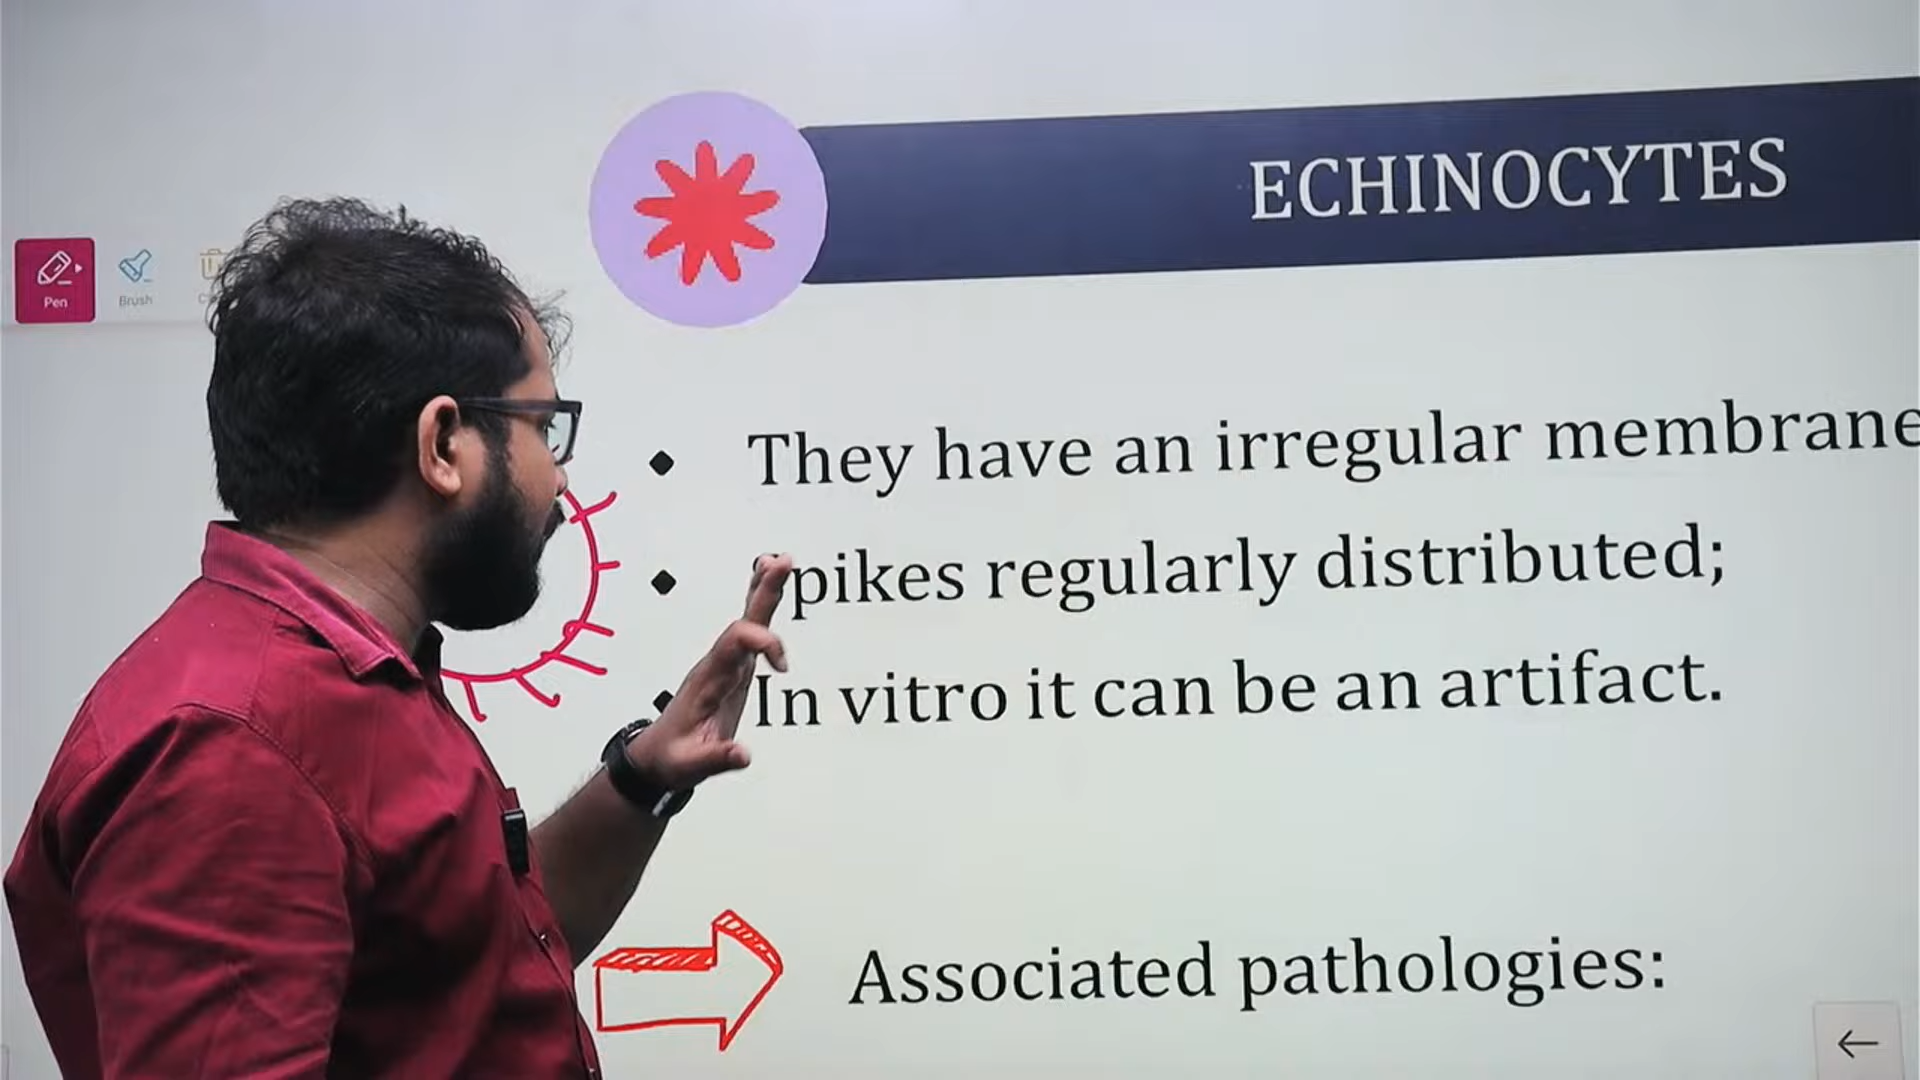 ECHINOCYTES
Pen
Brush
They have an irregular membrane
Spikes regularly distributed;
In vitro it can be an artifact.
Associated pathologies: